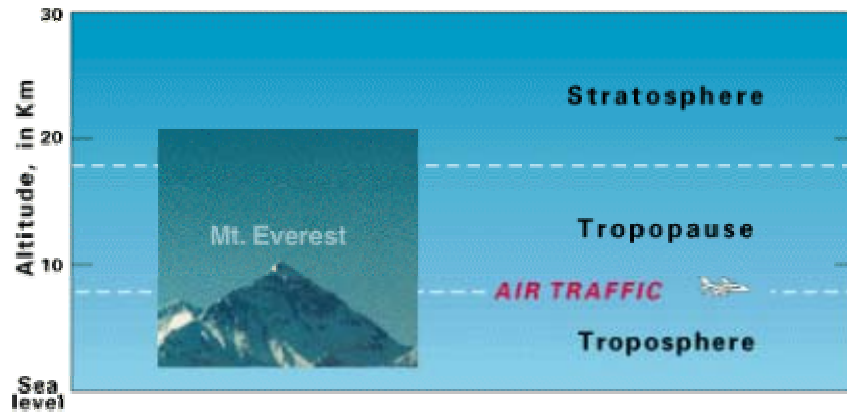 30
Altitude, in Km
Stratosphere
20
Mt. Everest
Tropopause
10
AIR TRAFFIC
Troposphere
Sea
level